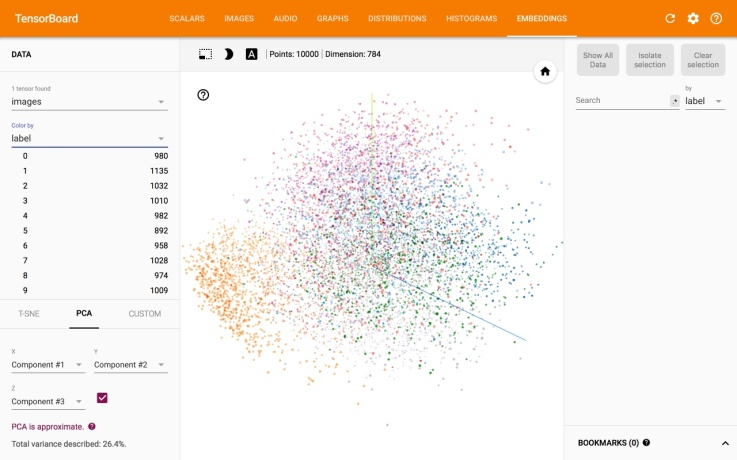 TensorBoard
SCALARS IMAGES AUDIO GRAPHS DISTRIBUTIONS HISTOGRAMS EMBEDDINGS
DATA
1 tensor found
images
Color by
label
0 980
1 1135
2 1032
3 1010
4 982
5 892
6 958
7 1028
8 974
9 1009
T-SNE PCA CUSTOM
X
Component #1
Y
Component #2
Z
Component #3
PCA is approximate.
Total variance described: 26.4%.
A
Points: 10000 | Dimension: 784
Show All
Data
Isolate
selection
Clear
selection
Search
.*
by
label
BOOKMARKS (0)